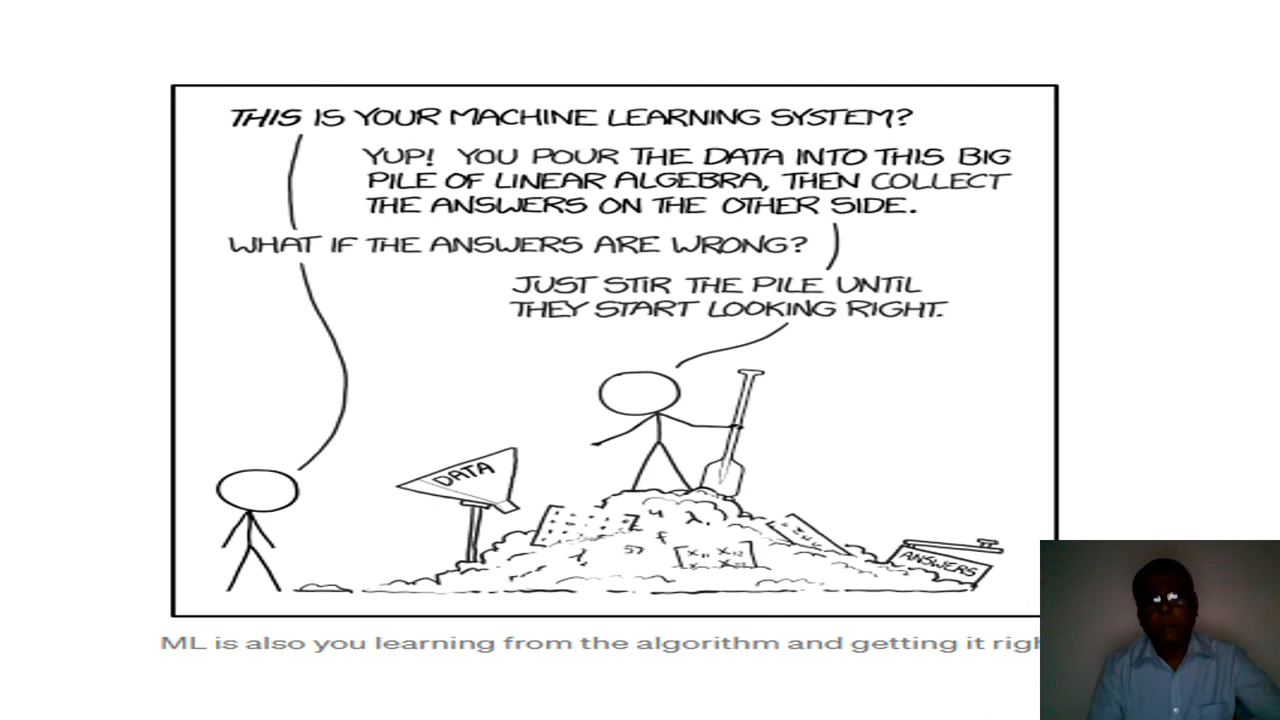 THIS IS YOUR MACHINE LEARNING SYSTEM?
YUP! YOU POUR THE DATA INTO THIS BIG
PILE OF LINEAR ALGEBRA, THEN COLLECT
THE ANSWERS ON THE OTHER SIDE.
WHAT IF THE ANSWERS ARE WRONG?
JUST STIR THE PILE UNTIL
THEY START LOOKING RIGHT.
DATA
ANSWERS
ML is also you learning from the algorithm and getting it